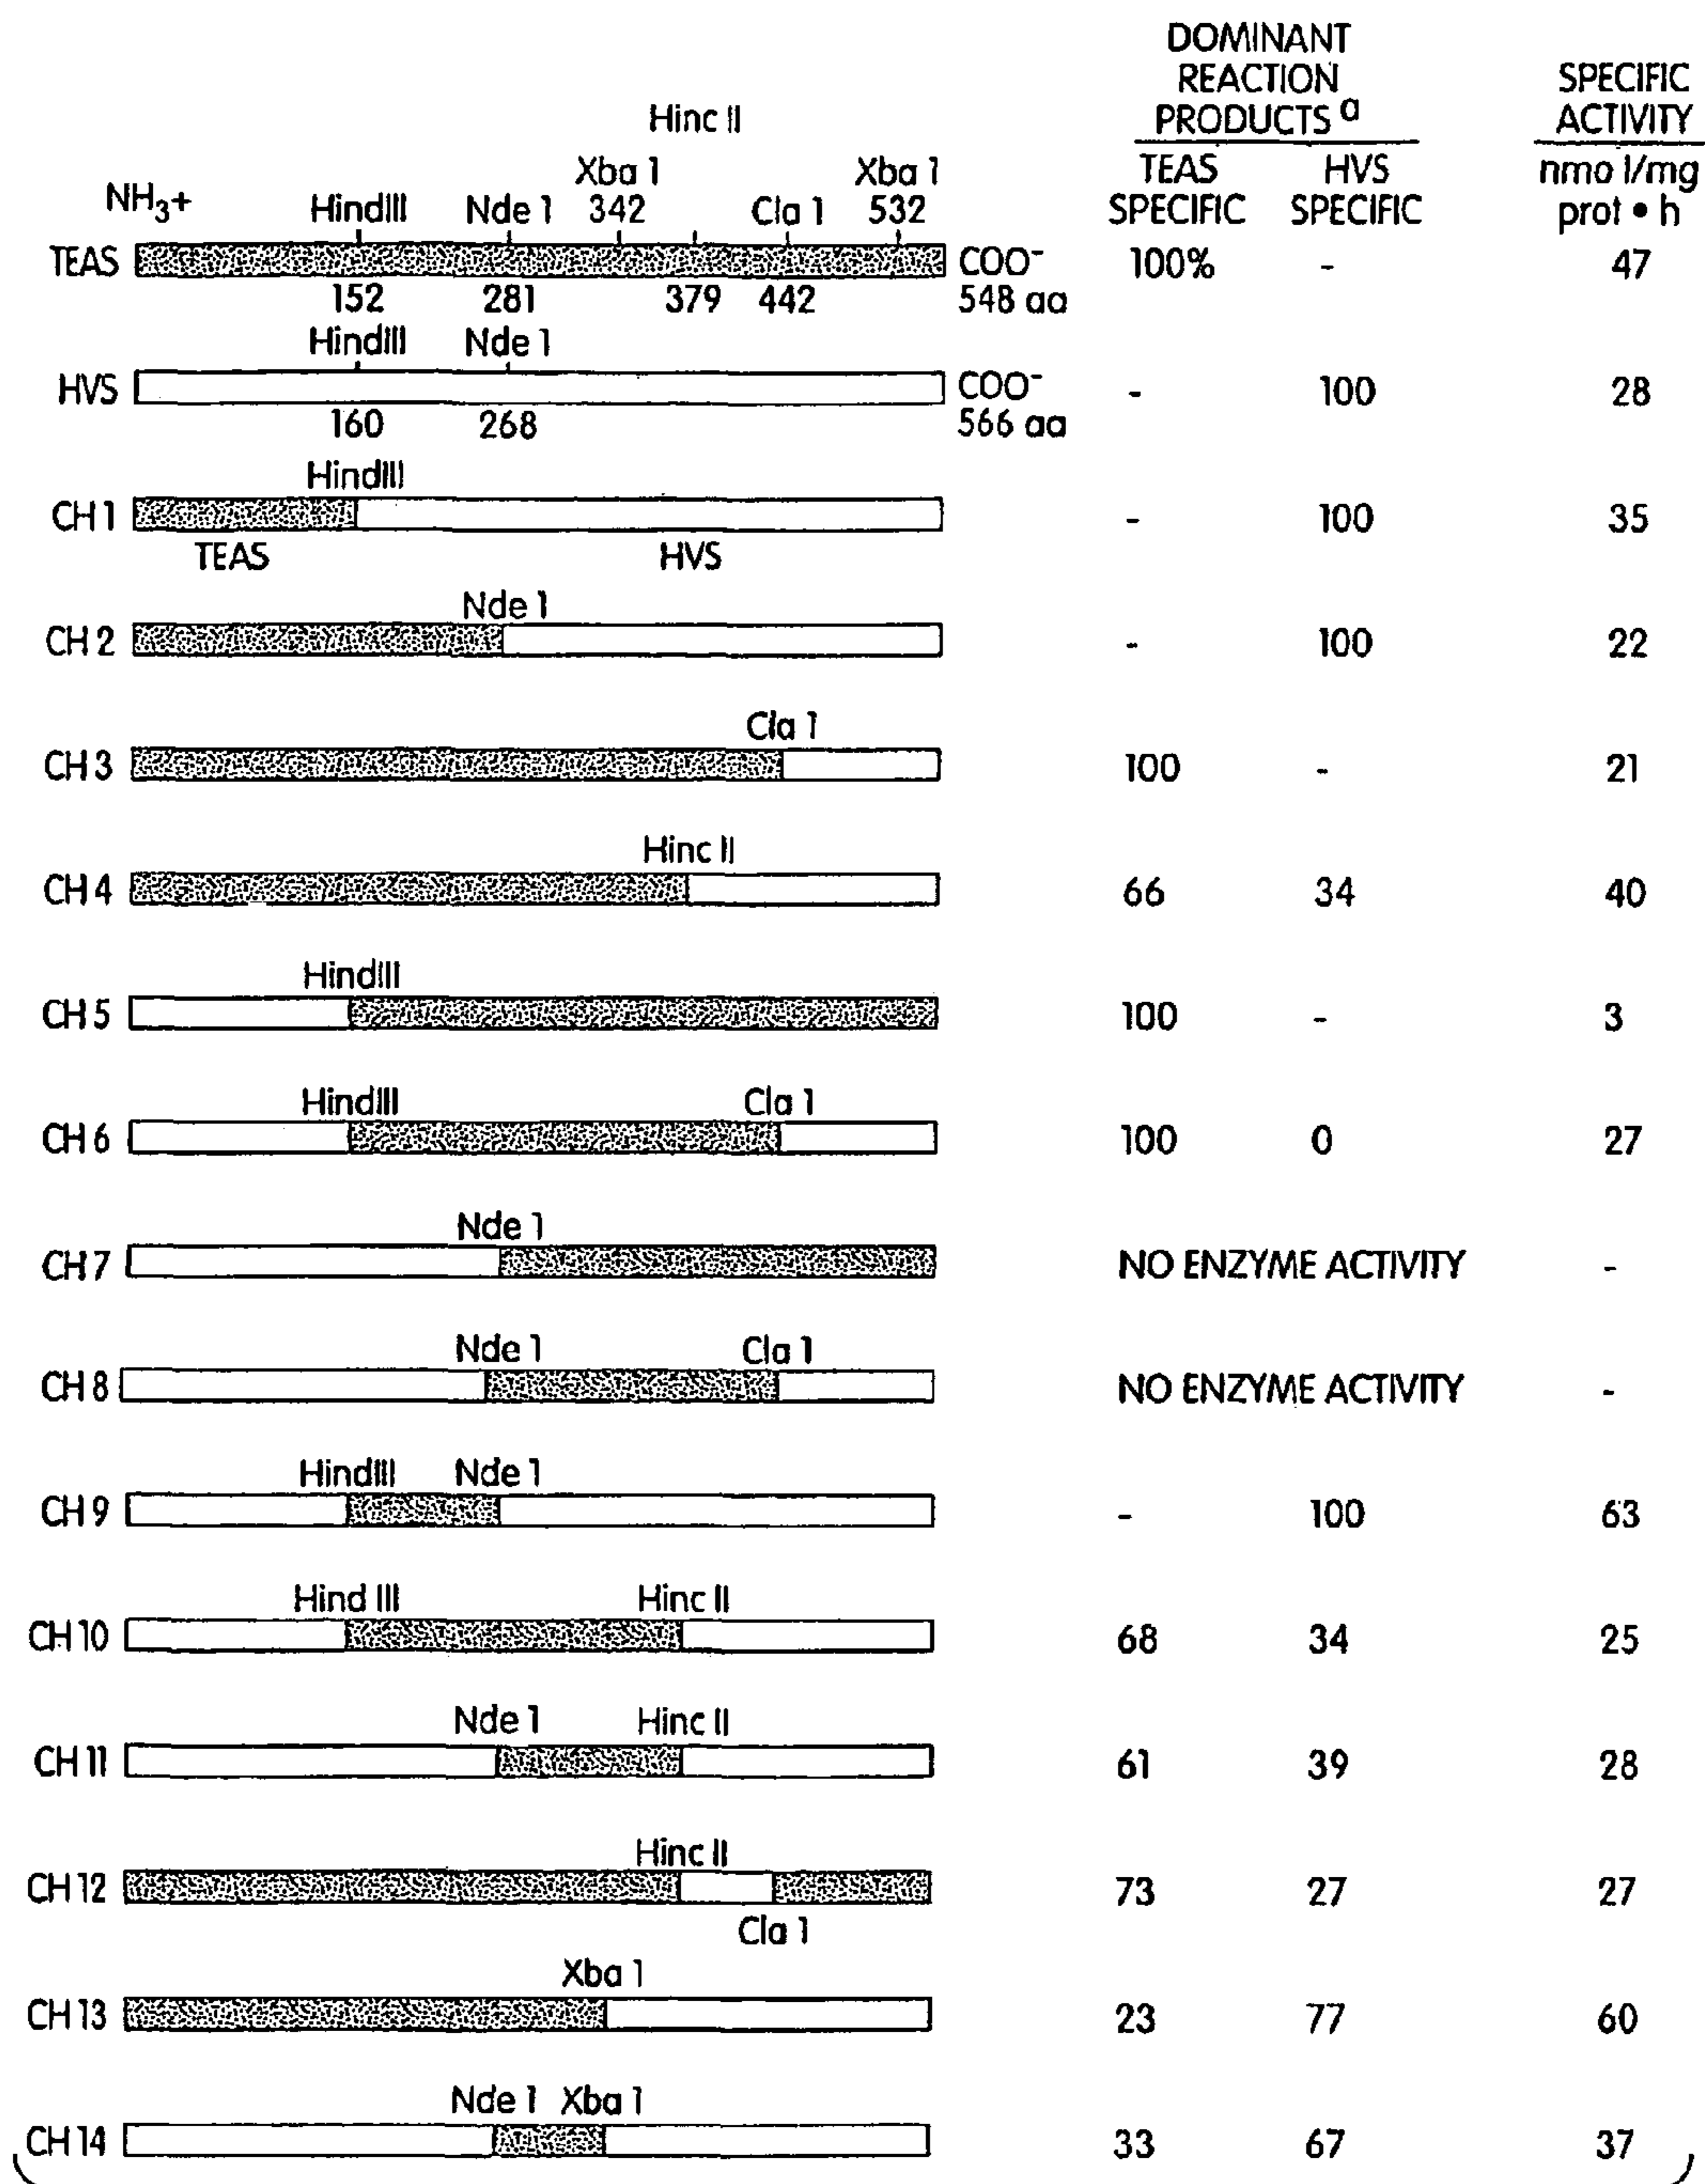 DOMINANT
REACTION
PRODUCTS a
SPECIFIC
ACTIVITY
TEAS
SPECIFIC
HVS
SPECIFIC
nmo l/mg
prot • h
Hinc II
Xba 1
Xba 1
NH3+ HindIII Nde 1 342 Cla 1 532
TEAS COO- 100% - 47
152 281 379 442 548 aa
HindIII Nde 1
HVS COO- - 100 28
160 268 566 aa
HindIII
CH 1 - 100 35
TEAS HVS
Nde 1
CH 2 - 100 22
Cla 1
CH 3 100 - 21
Hinc II
CH 4 66 34 40
HindIII
CH 5 100 - 3
HindIII Cla 1
CH 6 100 0 27
Nde 1
CH 7 NO ENZYME ACTIVITY -
Nde 1 Cla 1
CH 8 NO ENZYME ACTIVITY -
HindIII Nde 1
CH 9 - 100 63
Hind III Hinc II
CH 10 68 34 25
Nde 1 Hinc II
CH 11 61 39 28
Hinc II
CH 12 73 27 27
Cla 1
Xba 1
CH 13 23 77 60
Nde 1 Xba 1
CH 14 33 67 37